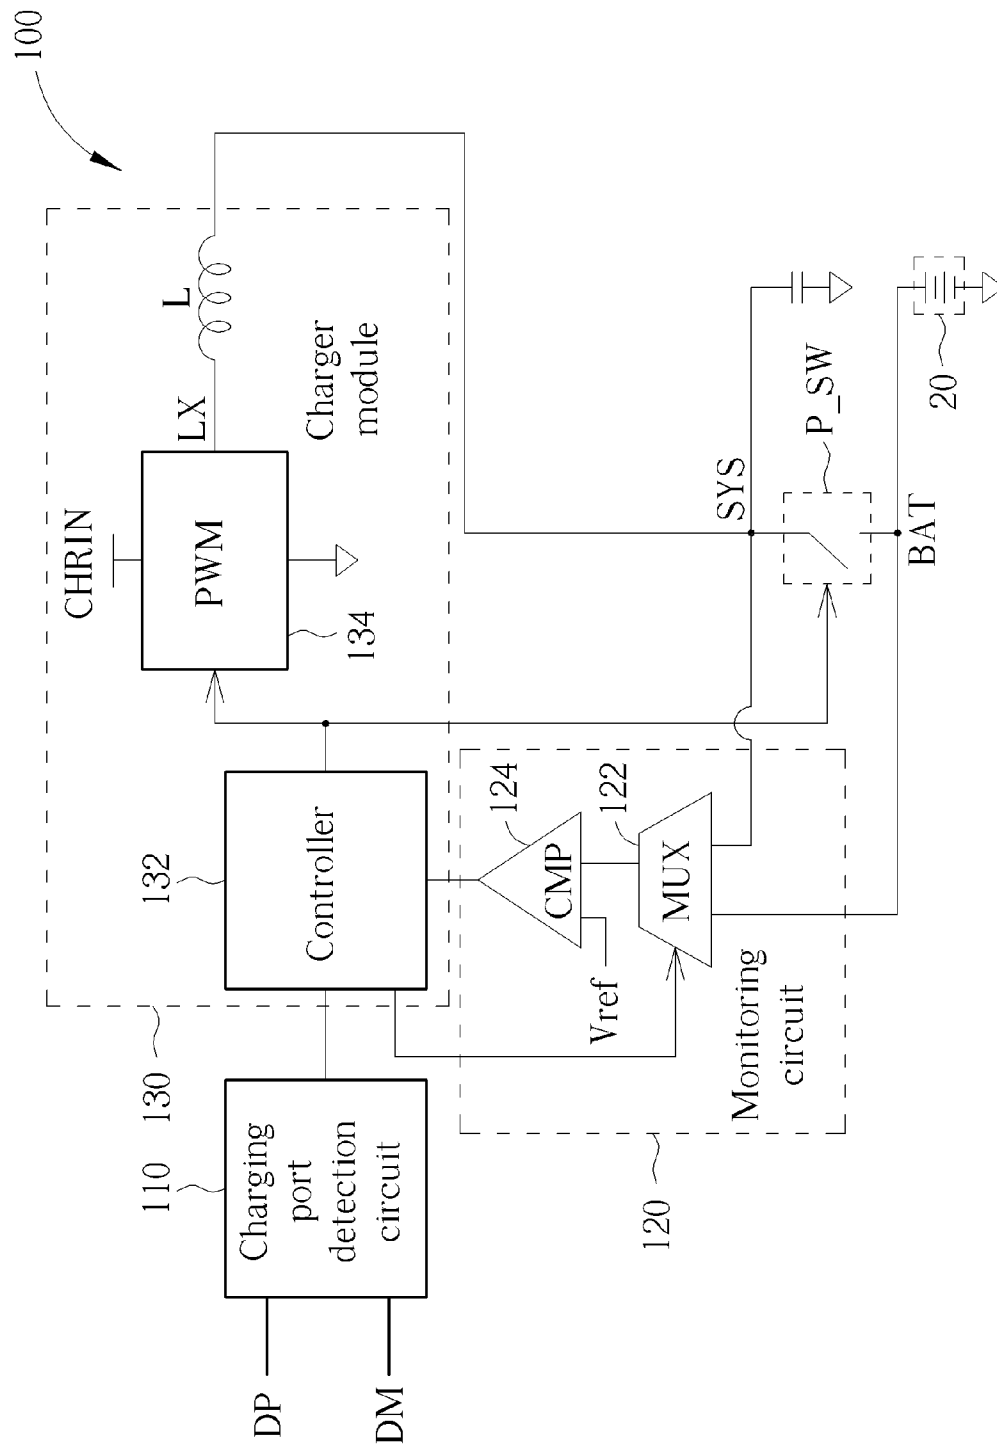 100
CHRIN
LX
L
PWM
134
Charger
module
132
Controller
130
110
Charging
port
detection
circuit
DP
DM
124
CMP
122
MUX
Vref
Monitoring
circuit
120
SYS
P_SW
BAT
20